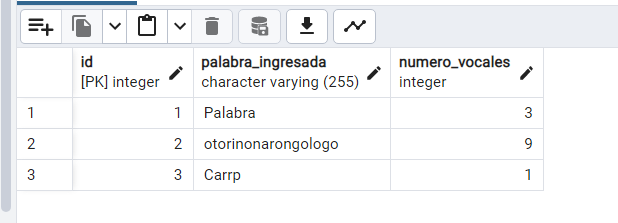 id palabra_ingresada numero_vocales
[PK] integer character varying (255) integer
1 1 Palabra 3
2 2 otorinonarongologo 9
3 3 Carrp 1